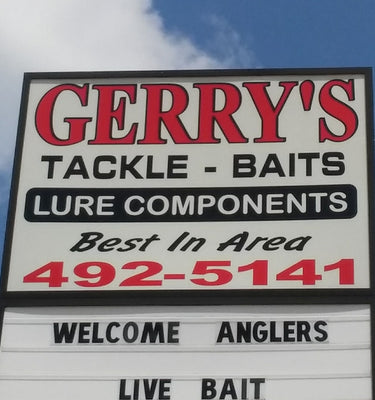 GERRY'S
TACKLE - BAITS
LURE COMPONENTS
Best In Area
492-5141
WELCOME ANGLERS
LIVE BAIT